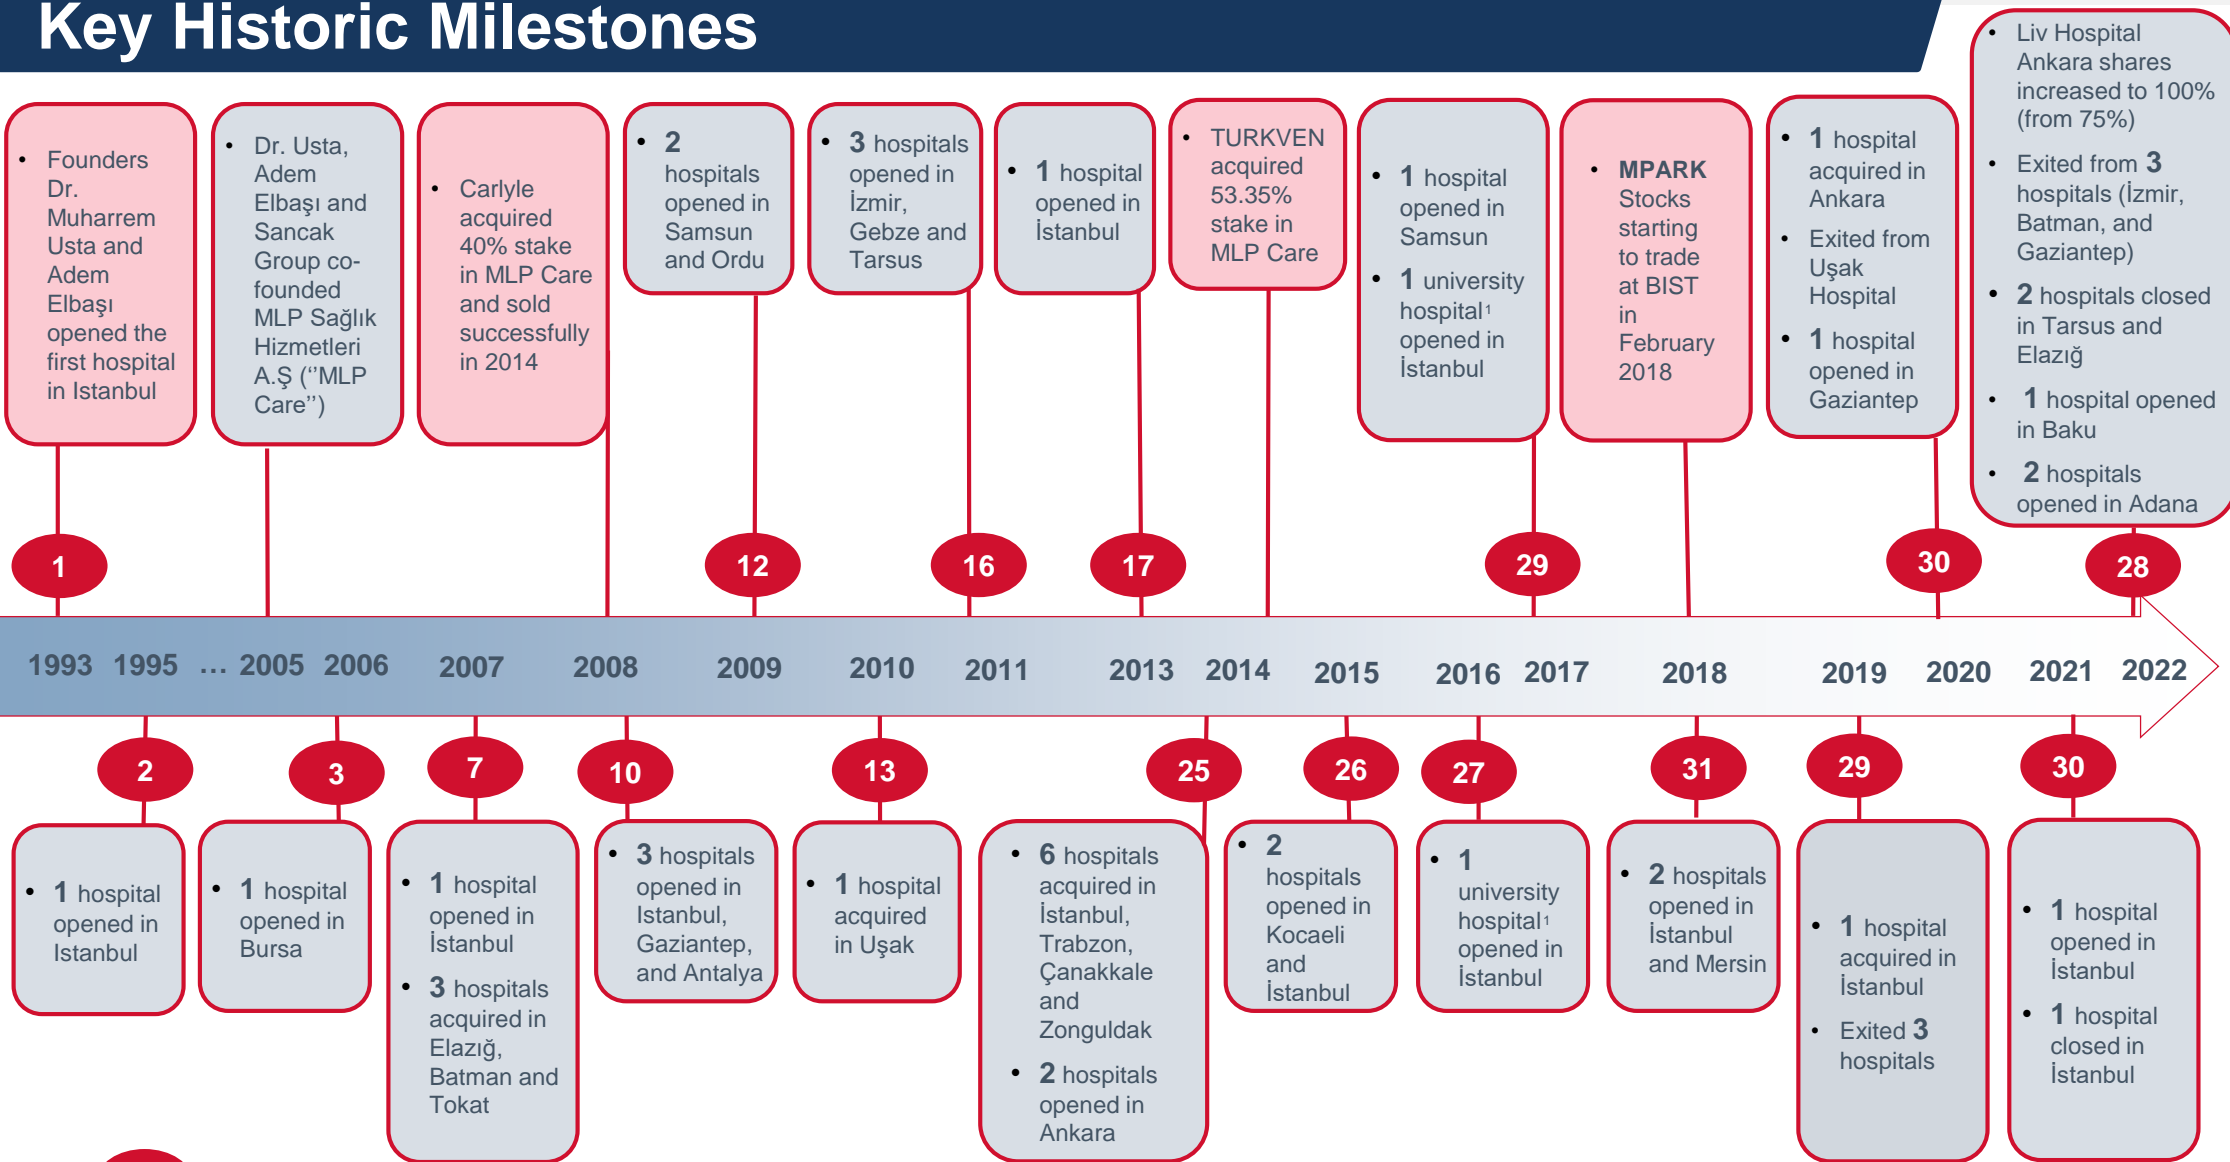 Key Historic Milestones
• Founders
Dr.
Muharrem
Usta and
Adem
Elbaşı
opened the
first hospital
in Istanbul
• Dr. Usta,
Adem
Elbaşı and
Sancak
Group co-
founded
MLP Sağlık
Hizmetleri
A.Ş (‘’MLP
Care’’)
• Carlyle
acquired
40% stake
in MLP Care
and sold
successfully
in 2014
• 2
hospitals
opened in
Samsun
and Ordu
• 3 hospitals
opened in
İzmir,
Gebze and
Tarsus
• 1 hospital
opened in
İstanbul
• TURKVEN
acquired
53.35%
stake in
MLP Care
• 1 hospital
opened in
Samsun
• 1 university
hospital¹
opened in
İstanbul
• MPARK
Stocks
starting
to trade
at BIST
in
February
2018
• 1 hospital
acquired in
Ankara
• Exited from
Uşak
Hospital
• 1 hospital
opened in
Gaziantep
• Liv Hospital
Ankara shares
increased to 100%
(from 75%)
• Exited from 3
hospitals (İzmir,
Batman, and
Gaziantep)
• 2 hospitals closed
in Tarsus and
Elazığ
• 1 hospital opened
in Baku
• 2 hospitals
opened in Adana
1 12 16 17 29 30 28
1993 1995 … 2005 2006 2007 2008 2009 2010 2011 2013 2014 2015 2016 2017 2018 2019 2020 2021 2022
2 3 7 10 13 25 26 27 31 29 30
• 1 hospital
opened in
Istanbul
• 1 hospital
opened in
Bursa
• 1 hospital
opened in
İstanbul
• 3 hospitals
acquired in
Elazığ,
Batman and
Tokat
• 3 hospitals
opened in
Istanbul,
Gaziantep,
and Antalya
• 1 hospital
acquired
in Uşak
• 6 hospitals
acquired in
İstanbul,
Trabzon,
Çanakkale
and
Zonguldak
• 2 hospitals
opened in
Ankara
• 2
hospitals
opened in
Kocaeli
and
İstanbul
• 1
university
hospital¹
opened in
İstanbul
• 2 hospitals
opened in
İstanbul
and Mersin
• 1 hospital
acquired in
İstanbul
• Exited 3
hospitals
• 1 hospital
opened in
İstanbul
• 1 hospital
closed in
İstanbul